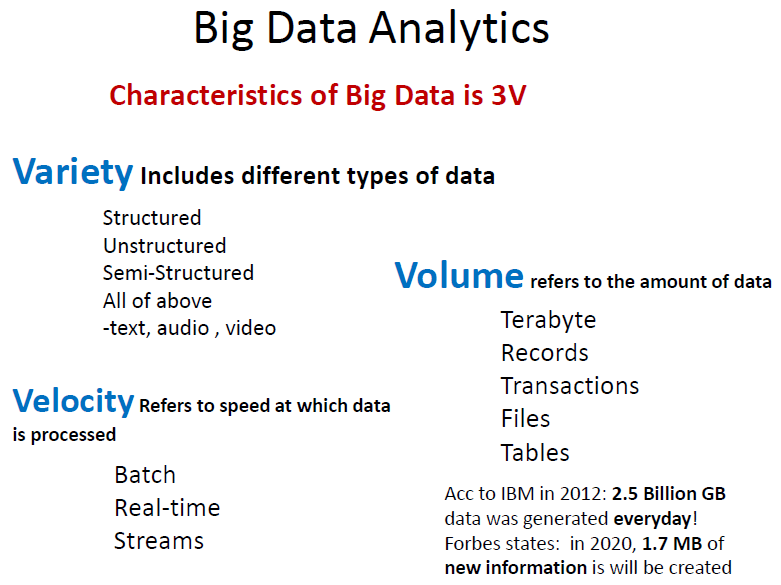 Big Data Analytics
Characteristics of Big Data is 3V
Variety Includes different types of data
Structured
Unstructured
Semi-Structured
All of above
-text, audio , video
Velocity Refers to speed at which data
is processed
Batch
Real-time
Streams
Volume refers to the amount of data
Terabyte
Records
Transactions
Files
Tables
Acc to IBM in 2012: 2.5 Billion GB
data was generated everyday!
Forbes states:  in 2020, 1.7 MB of
new information is will be created